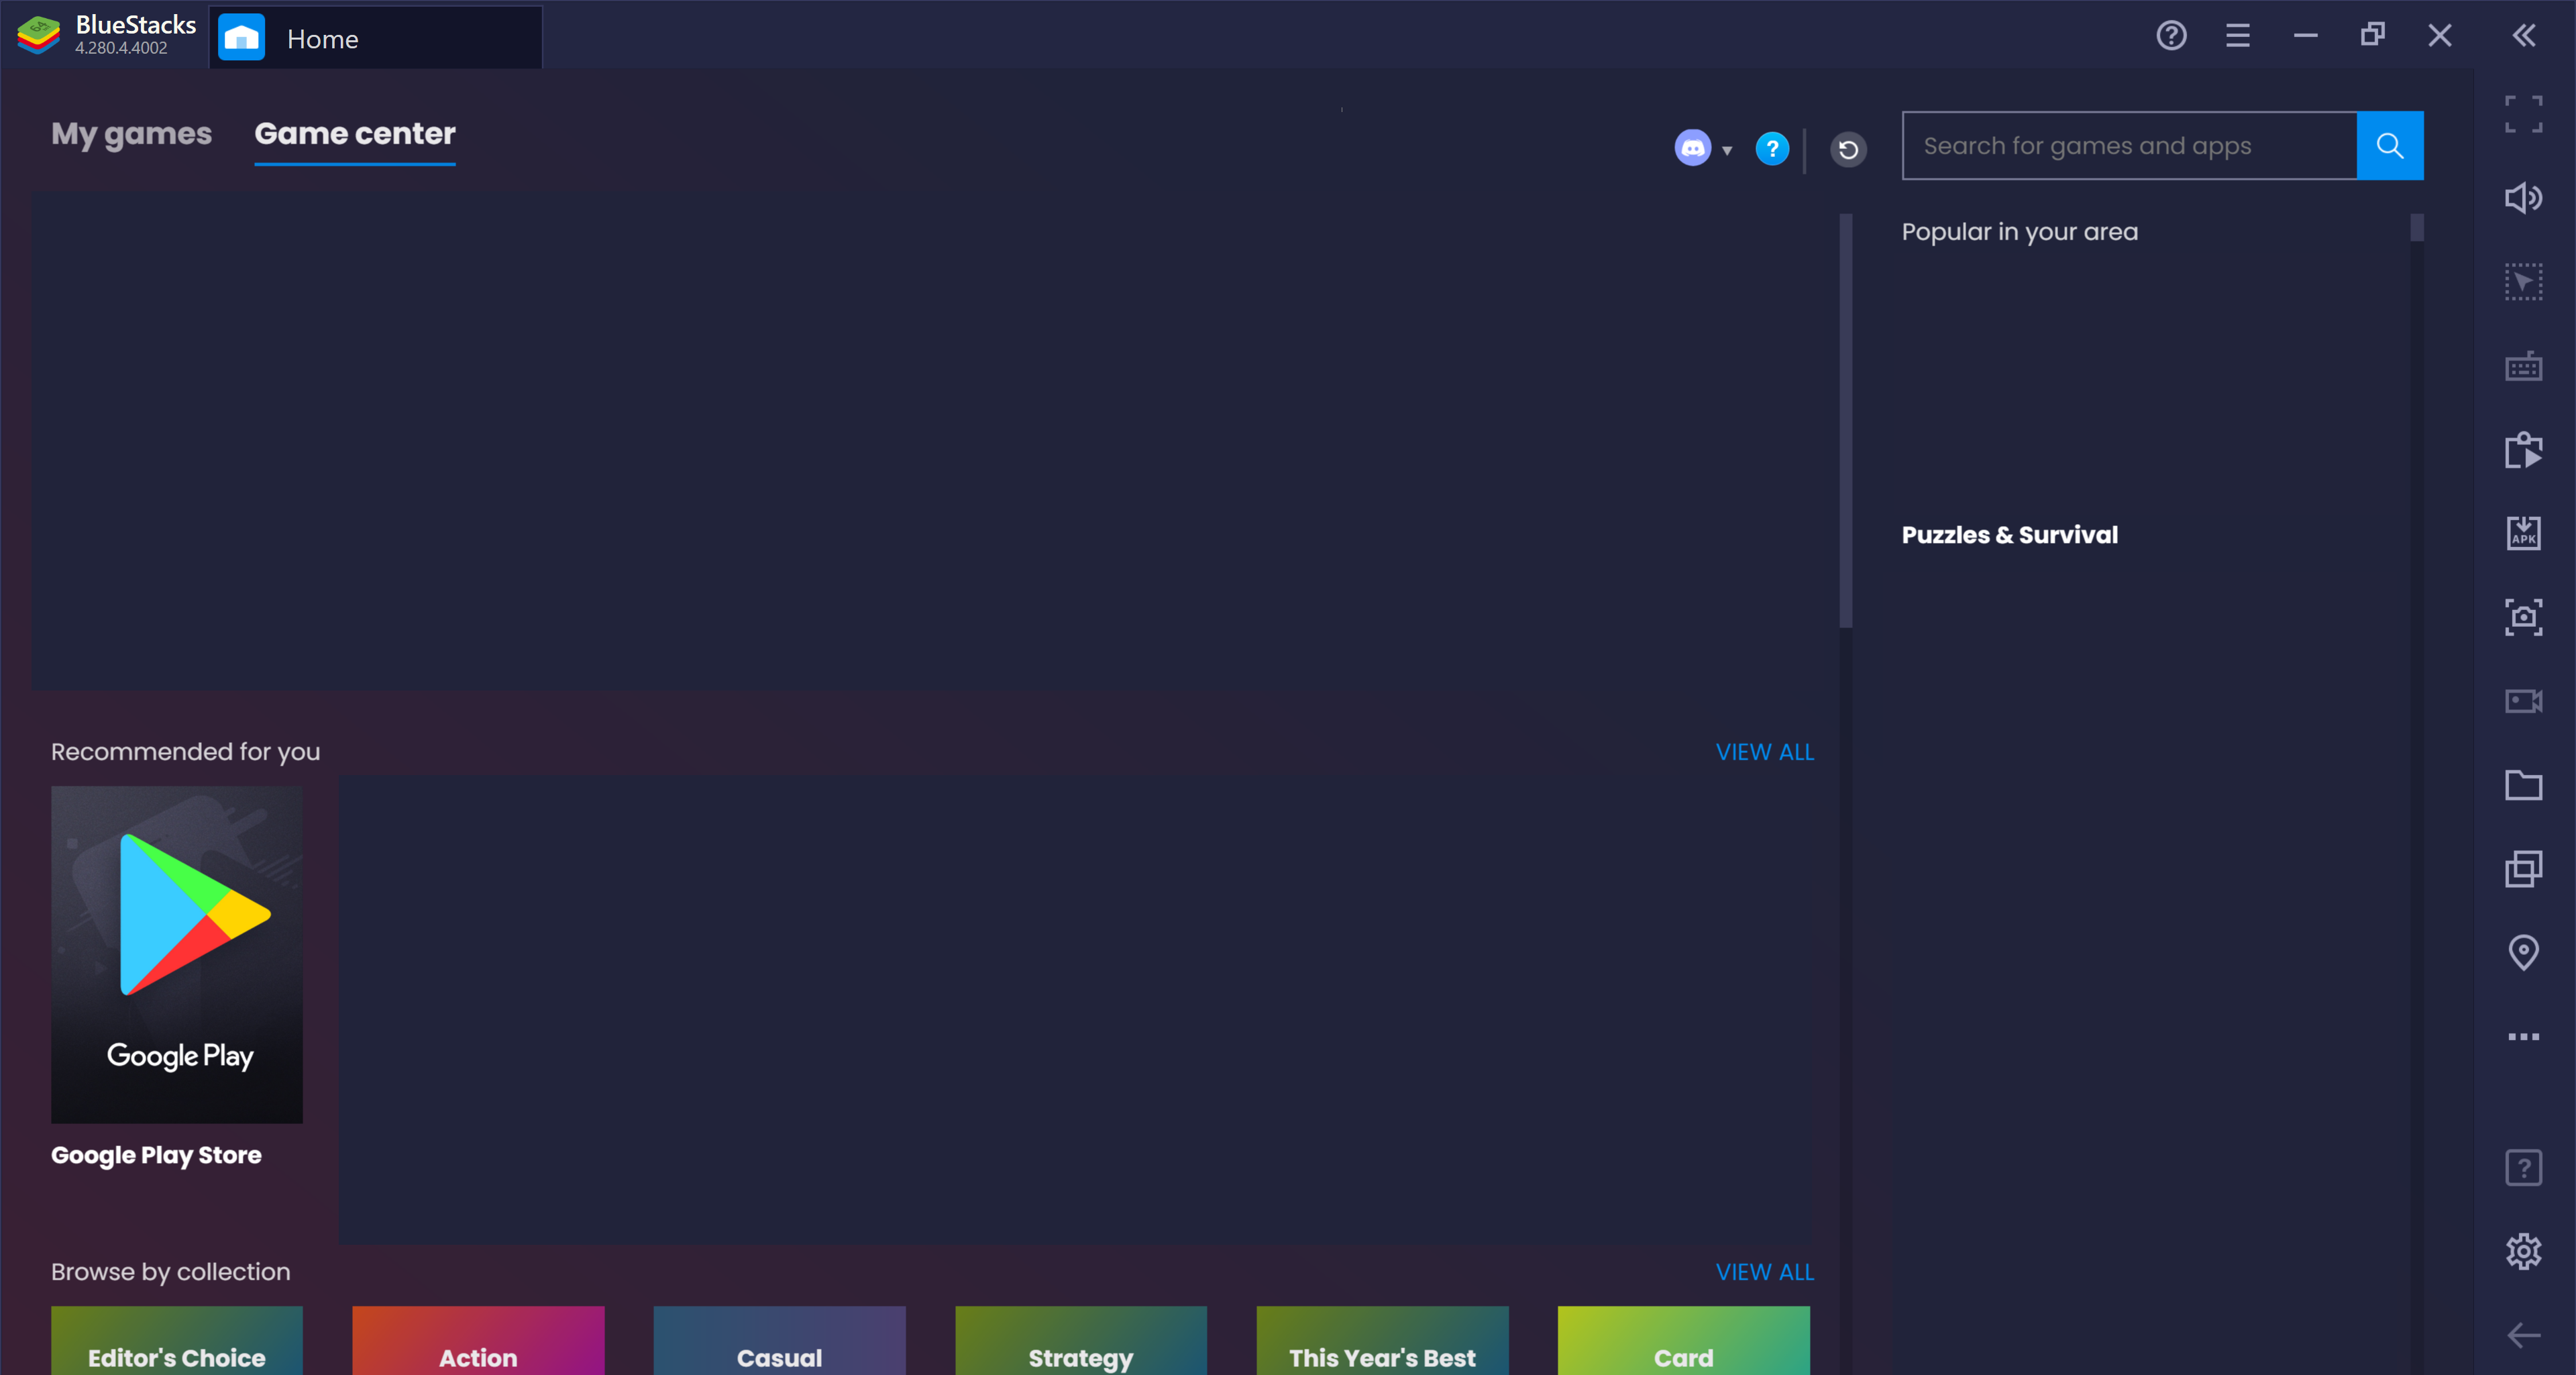 BlueStacks
4.280.4.4002
Home
My games
Game center
Search for games and apps
Popular in your area
Puzzles & Survival
APK
Recommended for you
VIEW ALL
Google Play
Google Play Store
Browse by collection
VIEW ALL
Editor's Choice
Action
Casual
Strategy
This Year's Best
Card